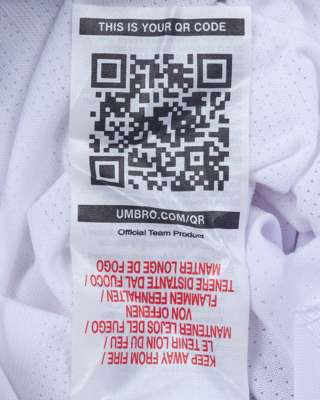 THIS IS YOUR QR CODE
UMBRO.COM/QR
Official Team Product
KEEP AWAY FROM FIRE /
LE TENIR LOIN DU FEU /
MANTENER LEJOS DEL FUEGO /
VON OFFENEN
FLAMMEN FERNHALTEN /
TENERE DISTANTE DAL FUOCO /
MANTER LONGE DE FOGO